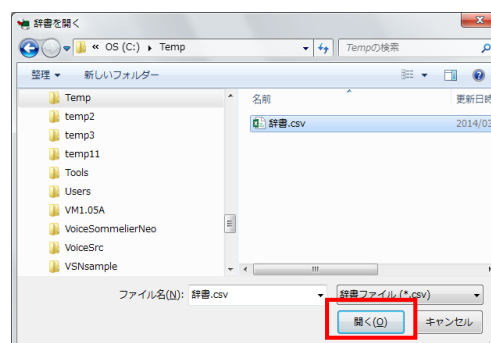 辞書を開く
« OS (C:) ▸ Temp
Tempの検索
整理 ▼ 新しいフォルダー
Temp
temp2
temp3
temp11
Tools
Users
VM1.05A
VoiceSommelierNeo
VoiceSrc
VSNsample
名前 更新日時
辞書.csv 2014/03
ファイル名(N): 辞書.csv
辞書ファイル (*.csv)
開く(O) キャンセル